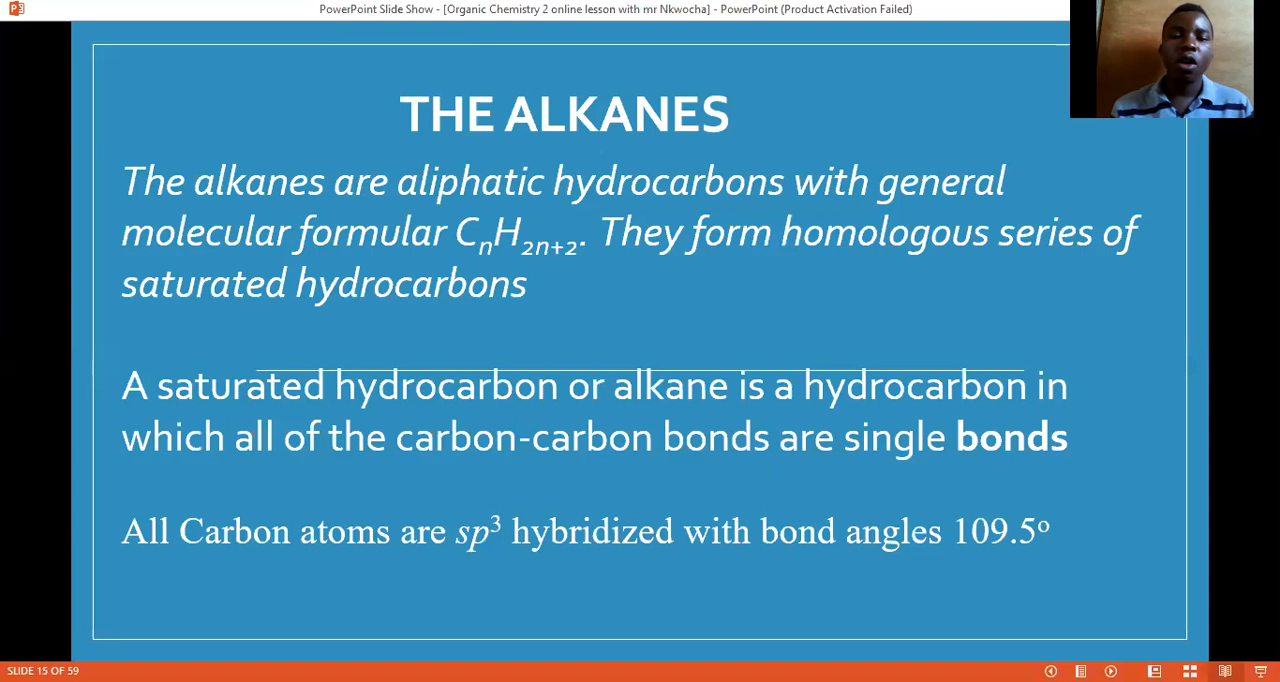 PowerPoint Slide Show - [Organic Chemistry 2 online lesson with mr Nkwocha] - PowerPoint (Product Activation Failed)
THE ALKANES
The alkanes are aliphatic hydrocarbons with general
molecular formular CₙH₂ₙ₊₂. They form homologous series of
saturated hydrocarbons
A saturated hydrocarbon or alkane is a hydrocarbon in
which all of the carbon-carbon bonds are single bonds
All Carbon atoms are sp³ hybridized with bond angles 109.5º
SLIDE 15 OF 59